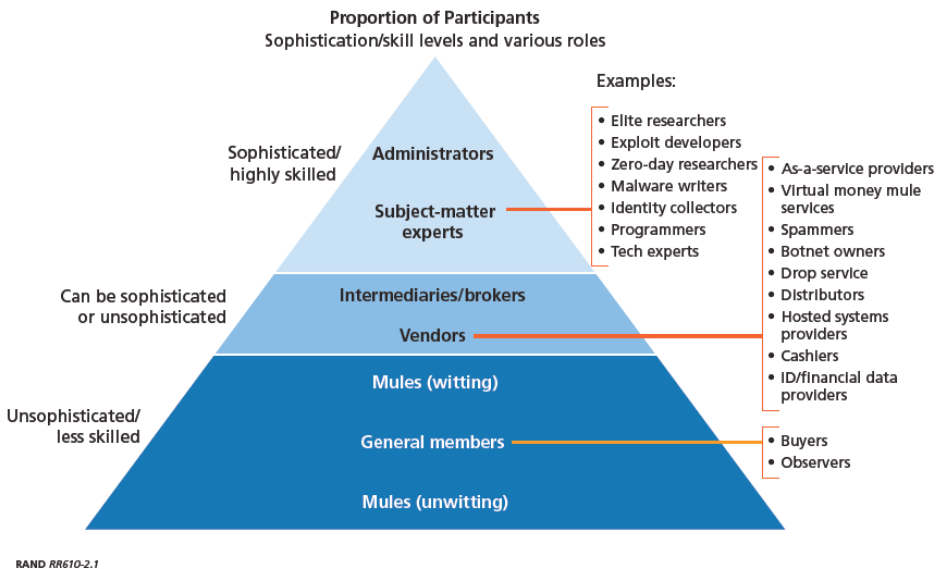 Proportion of Participants
Sophistication/skill levels and various roles
Examples:
Sophisticated/
highly skilled
Administrators
Subject-matter
experts
• Elite researchers
• Exploit developers
• Zero-day researchers
• Malware writers
• Identity collectors
• Programmers
• Tech experts
Can be sophisticated
or unsophisticated
Intermediaries/brokers
Vendors
• As-a-service providers
• Virtual money mule
services
• Spammers
• Botnet owners
• Drop service
• Distributors
• Hosted systems
providers
• Cashiers
• ID/financial data
providers
Unsophisticated/
less skilled
Mules (witting)
General members
• Buyers
• Observers
Mules (unwitting)
RAND RR610-2.1